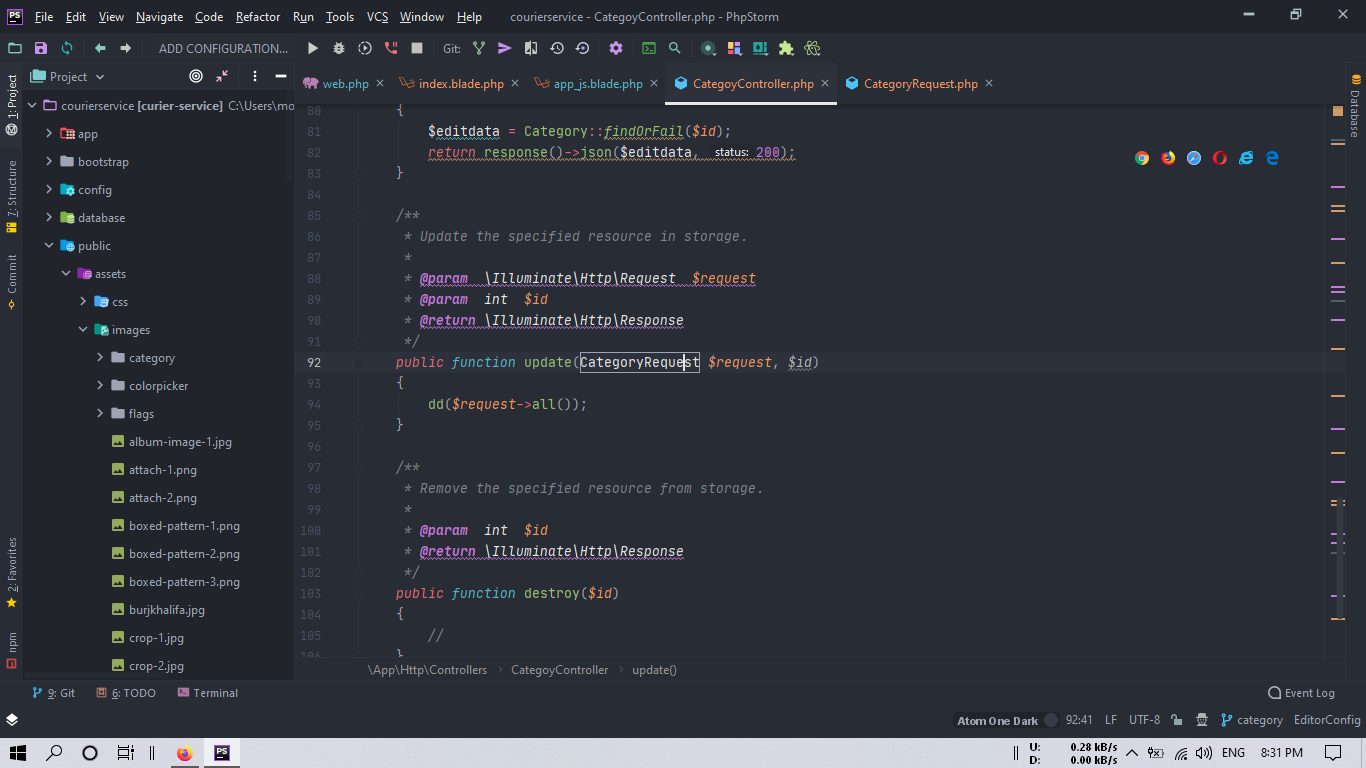 PS File Edit View Navigate Code Refactor Run Tools VCS Window Help courierservice - CategoyController.php - PhpStorm
ADD CONFIGURATION... Git:
Project
web.php index.blade.php app_js.blade.php CategoyController.php CategoryRequest.php
1: Project
7: Structure
Commit
2: Favorites
npm
courierservice [curier-service] C:\Users\mo
app
bootstrap
config
database
public
assets
css
images
category
colorpicker
flags
album-image-1.jpg
attach-1.png
attach-2.png
boxed-pattern-1.png
boxed-pattern-2.png
boxed-pattern-3.png
burjkhalifa.jpg
crop-1.jpg
crop-2.jpg
80 {
81 $editdata = Category::findOrFail($id);
82 return response()->json($editdata, status: 200);
83 }
84
85 /**
86 * Update the specified resource in storage.
87 *
88 * @param \Illuminate\Http\Request $request
89 * @param int $id
90 * @return \Illuminate\Http\Response
91 */
92 public function update(CategoryRequest $request, $id)
93 {
94 dd($request->all());
95 }
96
97 /**
98 * Remove the specified resource from storage.
99 *
100 * @param int $id
101 * @return \Illuminate\Http\Response
102 */
103 public function destroy($id)
104 {
105 //
106 }
Database
\App\Http\Controllers CategoyController update()
9: Git 6: TODO Terminal Event Log
Atom One Dark 92:41 LF UTF-8 category EditorConfig
PS U: 0.28 kB/s ENG 8:31 PM
D: 0.00 kB/s